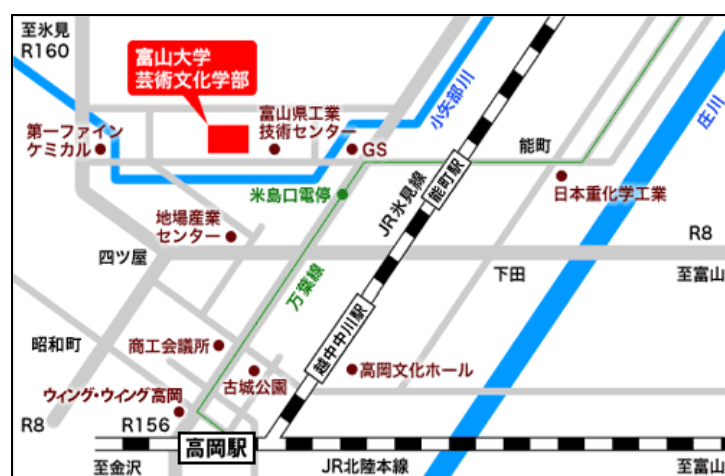 至氷見
R160
富山大学
芸術文化学部
富山県工業
技術センター
小矢部川
庄川
第一ファイン
ケミカル
GS
能町
米島口電停
JR氷見線
能町駅
日本重化学工業
地場産業
センター
四ツ屋
R8
万葉線
下田
至富山
昭和町
商工会議所
越中中川駅
古城公園
高岡文化ホール
ウィング・ウイング高岡
R8
R156
高岡駅
至金沢
JR北陸本線
至富山